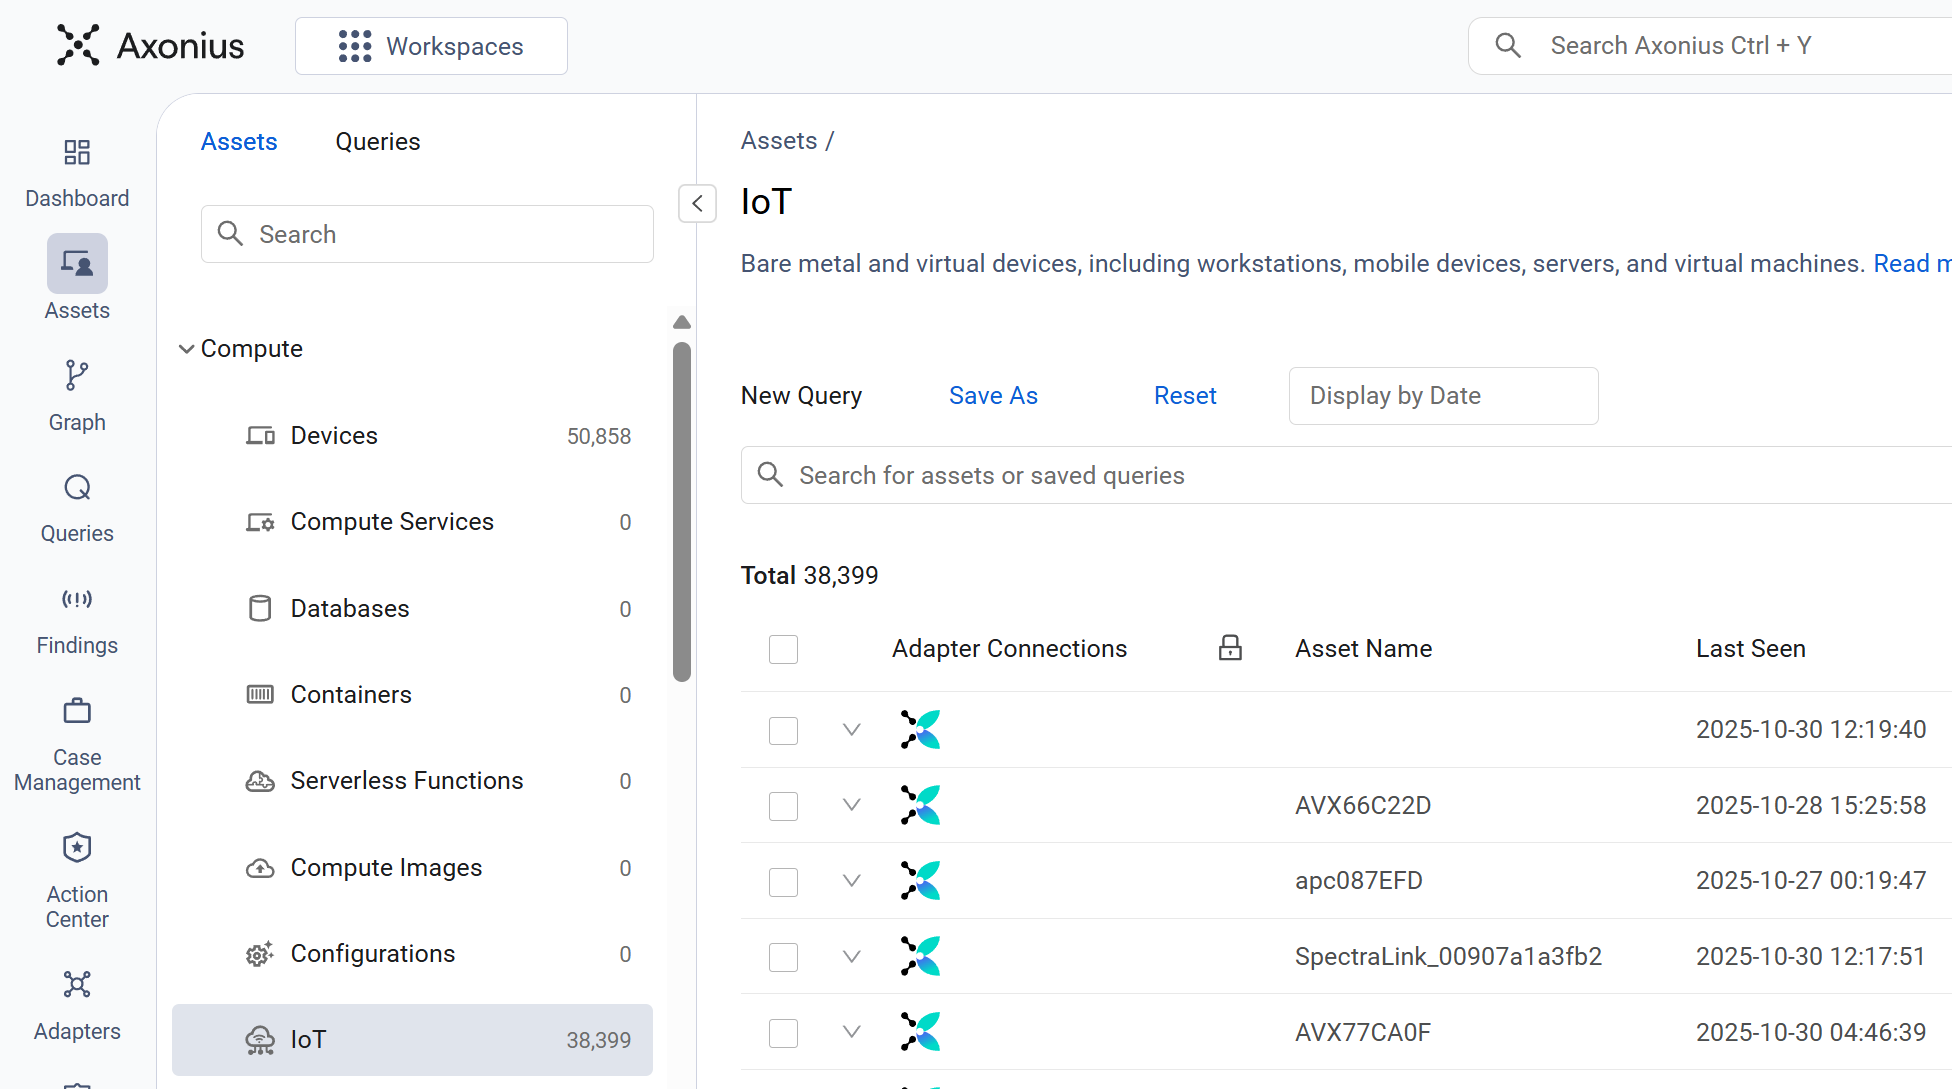 Axonius
Workspaces
Search Axonius Ctrl + Y
Dashboard
Assets
Graph
Queries
Findings
Case
Management
Action
Center
Adapters
Assets
Queries
Search
Compute
Devices 50,858
Compute Services 0
Databases 0
Containers 0
Serverless Functions 0
Compute Images 0
Configurations 0
IoT 38,399
Assets /
IoT
Bare metal and virtual devices, including workstations, mobile devices, servers, and virtual machines. Read m
New Query Save As Reset Display by Date
Search for assets or saved queries
Total 38,399
Adapter Connections Asset Name Last Seen
2025-10-30 12:19:40
AVX66C22D 2025-10-28 15:25:58
apc087EFD 2025-10-27 00:19:47
SpectraLink_00907a1a3fb2 2025-10-30 12:17:51
AVX77CA0F 2025-10-30 04:46:39